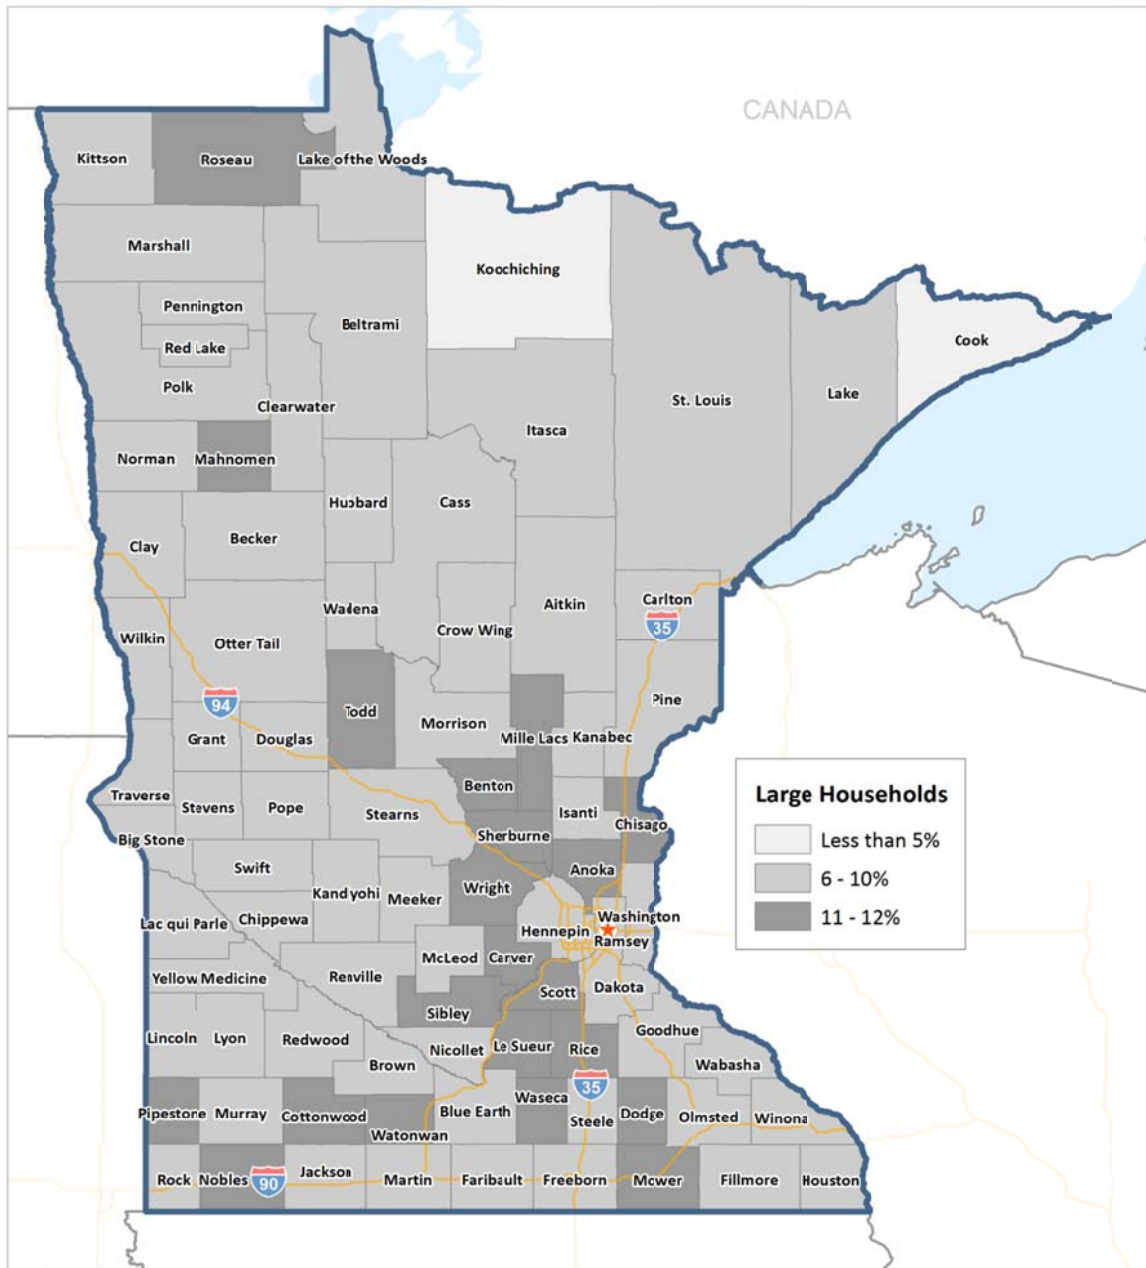 CANADA
Kittson
Roseau
Lake of the Woods
Marshall
Koochiching
Pennington
Beltrami
Red Lake
Cook
Polk
Lake
St. Louis
Clearwater
Itasca
Norman
Mahnomen
Hubbard
Cass
Becker
Clay
Carlton
Aitkin
Wadena
35
Crow Wing
Wilkin
Otter Tail
Pine
94
Todd
Morrison
Grant
Douglas
Mille Lacs
Kanabec
Benton
Traverse
Stevens
Pope
Stearns
Isanti
Chisago
Sherburne
Big Stone
Swift
Anoka
Wright
Kandyohi
Meeker
Washington
Lac qui Parle
Chippewa
Hennepin
Ramsey
McLeod
Carver
Renville
Yellow Medicine
Dakota
Scott
Sibley
Goodhue
Lincoln
Lyon
Redwood
Le Sueur
Rice
Nicollet
Brown
Wabasha
35
Waseca
Pipestone
Murray
Cottonwood
Blue Earth
Dodge
Olmsted
Winona
Steele
Watonwan
Rock
Nobles
90
Jackson
Martin
Faribault
Freeborn
Mower
Fillmore
Houston
Large Households
Less than 5%
6 - 10%
11 - 12%